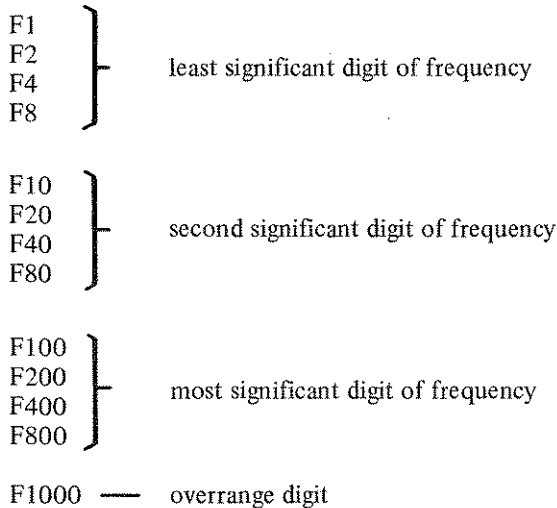 F1
F2
least significant digit of frequency
F4
F8
F10
F20
second significant digit of frequency
F40
F80
F100
F200
most significant digit of frequency
F400
F800
F1000 — overrange digit